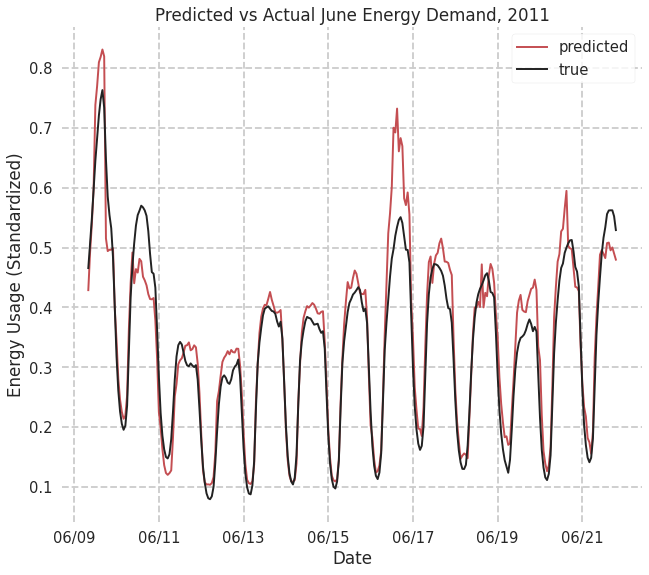 Predicted vs Actual June Energy Demand, 2011
predicted
true
Energy Usage (Standardized)
0.8
0.7
0.6
0.5
0.4
0.3
0.2
0.1
06/09 06/11 06/13 06/15 06/17 06/19 06/21
Date